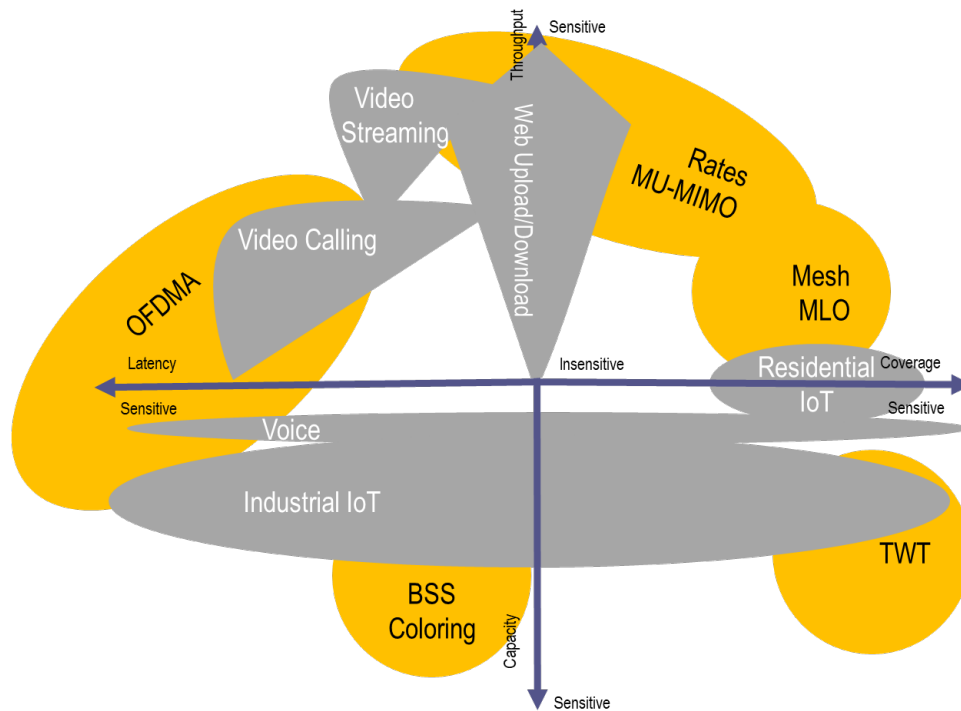 Sensitive
Throughput
Video
Streaming
Web Upload/Download
Rates
MU-MIMO
Video Calling
OFDMA
Mesh
MLO
Latency
Insensitive
Residential
Coverage
IoT
Sensitive
Sensitive
Voice
Industrial IoT
TWT
BSS
Coloring
Capacity
Sensitive